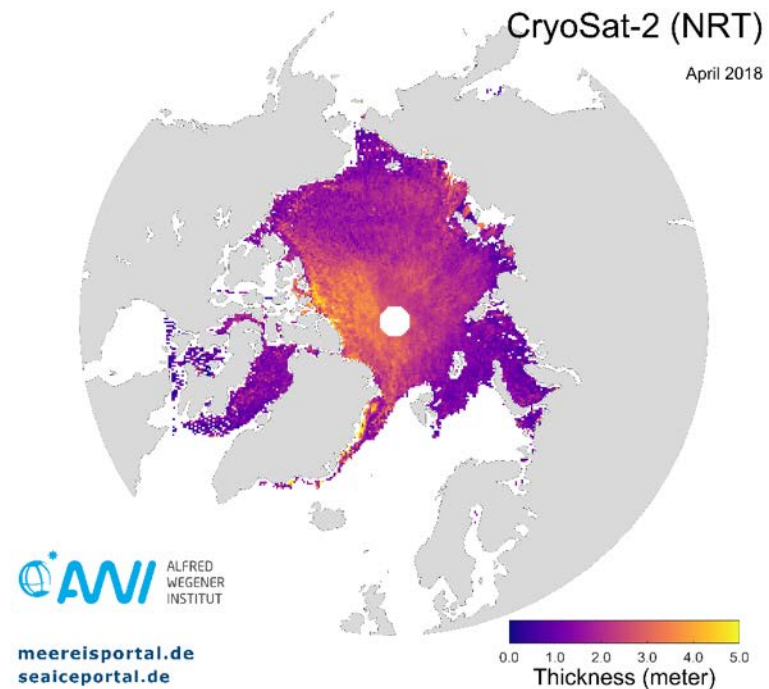 CryoSat-2 (NRT)
April 2018
AWI
ALFRED
WEGENER
INSTITUT
meereisportal.de
seaiceportal.de
0.0 1.0 2.0 3.0 4.0 5.0
Thickness (meter)